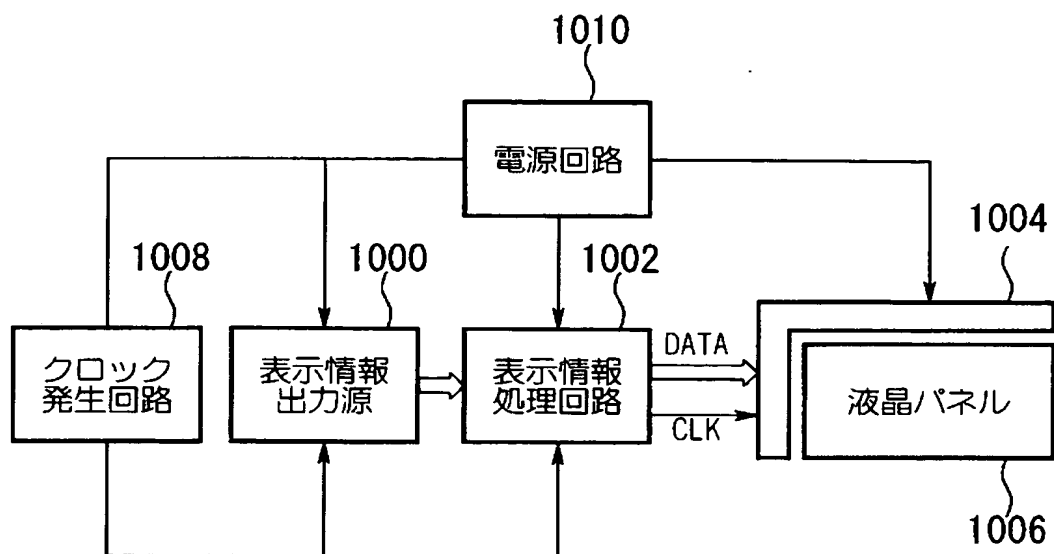 1010
電源回路
1004
1008
1000
1002
クロック
発生回路
表示情報
出力源
表示情報
処理回路
DATA
CLK
液晶パネル
1006